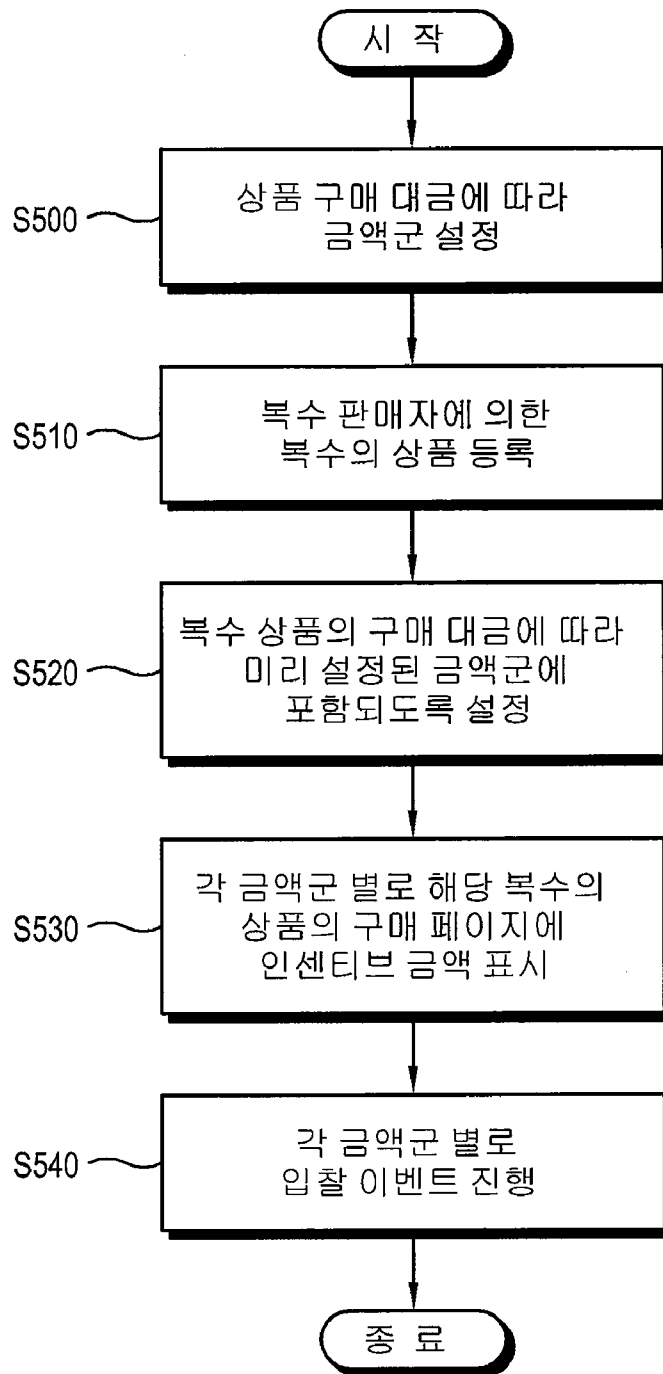 시 작
S500
상품 구매 대금에 따라
금액군 설정
S510
복수 판매자에 의한
복수의 상품 등록
S520
복수 상품의 구매 대금에 따라
미리 설정된 금액군에
포함되도록 설정
S530
각 금액군 별로 해당 복수의
상품의 구매 페이지에
인센티브 금액 표시
S540
각 금액군 별로
입찰 이벤트 진행
종 료